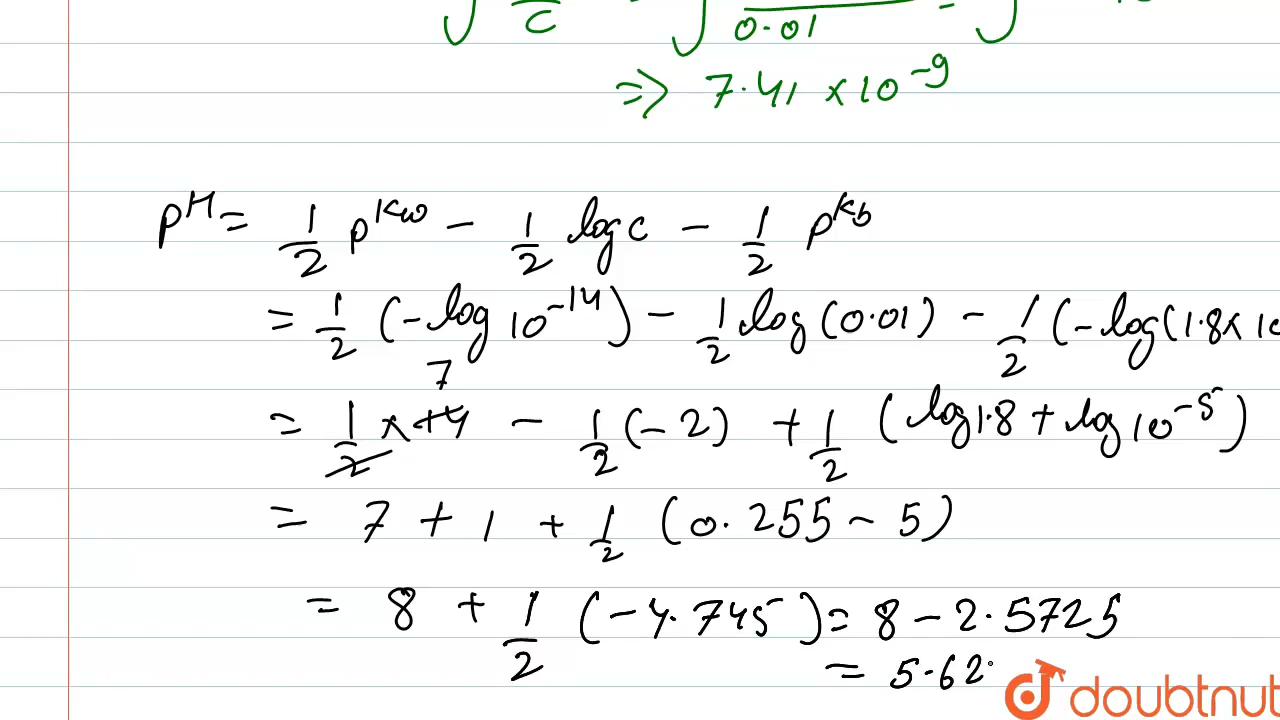 √ /C = √ /0.01 = √
=> 7.41 × 10^-9
pH = 1/2 pKw - 1/2 log c - 1/2 pKb
= 1/2 (-log 10^-14) - 1/2 log (0.01) - 1/2 (-log(1.8×10
7
= 1/2 × 14 - 1/2 (-2) + 1/2 (log 1.8 + log 10^-5)
= 7 + 1 + 1/2 (0.255 - 5)
= 8 + 1/2 (-4.745) = 8 - 2.5725
= 5.62
doubtnut